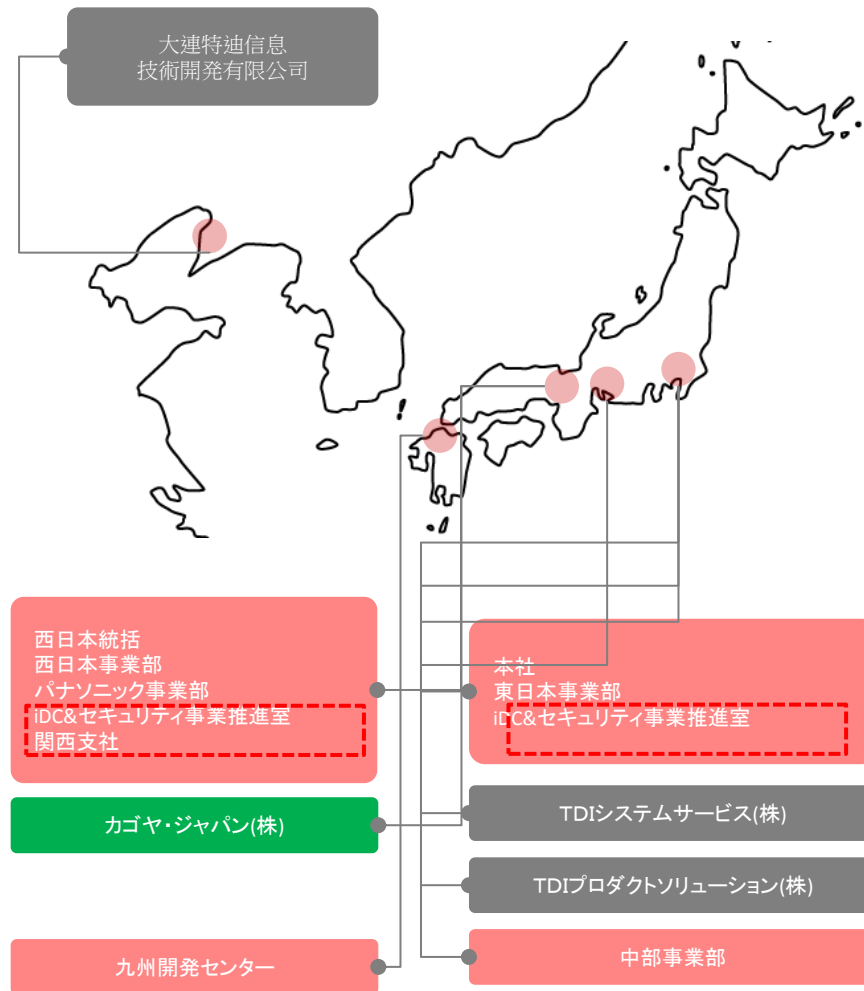 大連特迪信息
技術開発有限公司
西日本統括
西日本事業部
パナソニック事業部
iDC&セキュリティ事業推進室
関西支社
本社
東日本事業部
iDC&セキュリティ事業推進室
カゴヤ・ジャパン(株)
TDIシステムサービス(株)
TDIプロダクトソリューション(株)
九州開発センター
中部事業部